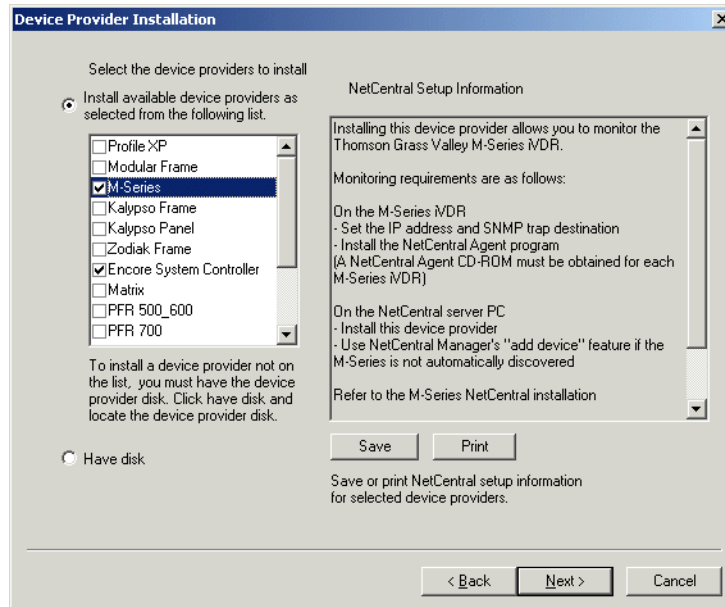 Device Provider Installation
Select the device providers to install
Install available device providers as
selected from the following list.
Profile XP
Modular Frame
M-Series
Kalypso Frame
Kalypso Panel
Zodiak Frame
Encore System Controller
Matrix
PFR 500_600
PFR 700
To install a device provider not on
the list, you must have the device
provider disk. Click have disk and
locate the device provider disk.
Have disk
NetCentral Setup Information
Installing this device provider allows you to monitor the
Thomson Grass Valley M-Series iVDR.
Monitoring requirements are as follows:
On the M-Series iVDR
- Set the IP address and SNMP trap destination
- Install the NetCentral Agent program
(A NetCentral Agent CD-ROM must be obtained for each
M-Series iVDR)
On the NetCentral server PC
- Install this device provider
- Use NetCentral Manager's "add device" feature if the
M-Series is not automatically discovered
Refer to the M-Series NetCentral installation
Save
Print
Save or print NetCentral setup information
for selected device providers.
< Back
Next >
Cancel